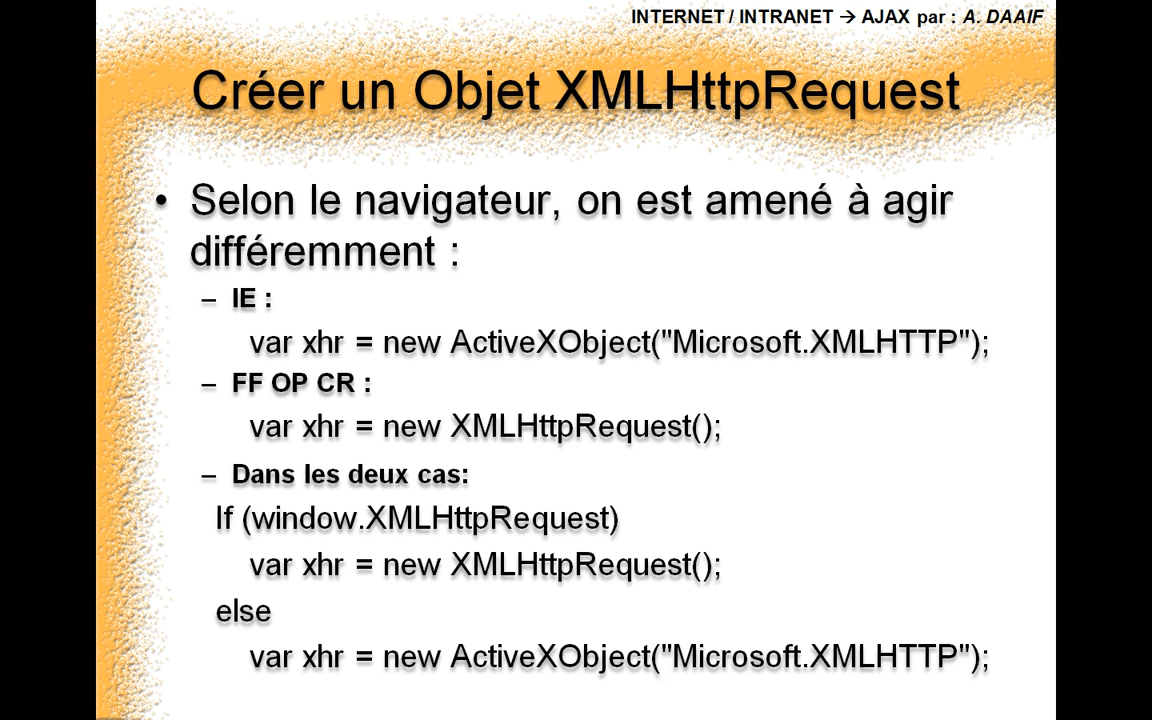 INTERNET / INTRANET → AJAX par : A. DAAIF
Créer un Objet XMLHttpRequest
• Selon le navigateur, on est amené à agir
différemment :
– IE :
var xhr = new ActiveXObject("Microsoft.XMLHTTP");
– FF OP CR :
var xhr = new XMLHttpRequest();
– Dans les deux cas:
If (window.XMLHttpRequest)
var xhr = new XMLHttpRequest();
else
var xhr = new ActiveXObject("Microsoft.XMLHTTP");